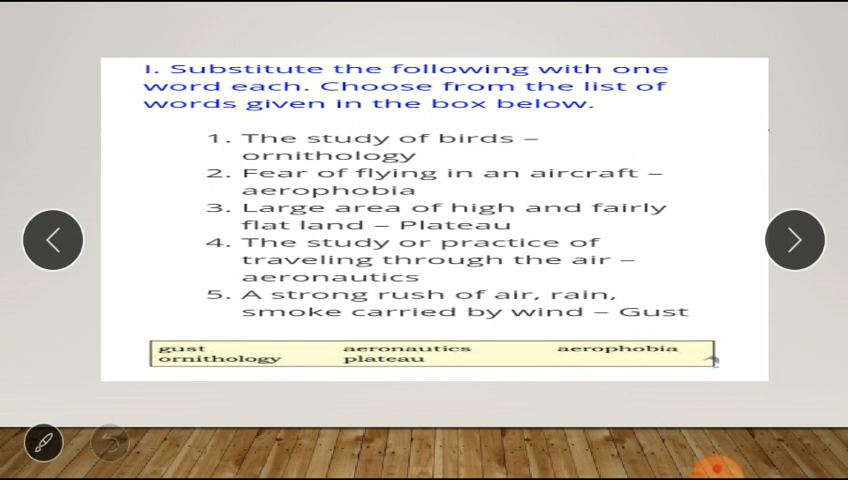 I. Substitute the following with one
word each. Choose from the list of
words given in the box below.
1. The study of birds –
ornithology
2. Fear of flying in an aircraft –
aerophobia
3. Large area of high and fairly
flat land – Plateau
4. The study or practice of
traveling through the air –
aeronautics
5. A strong rush of air, rain,
smoke carried by wind – Gust
gust aeronautics aerophobia
ornithology plateau